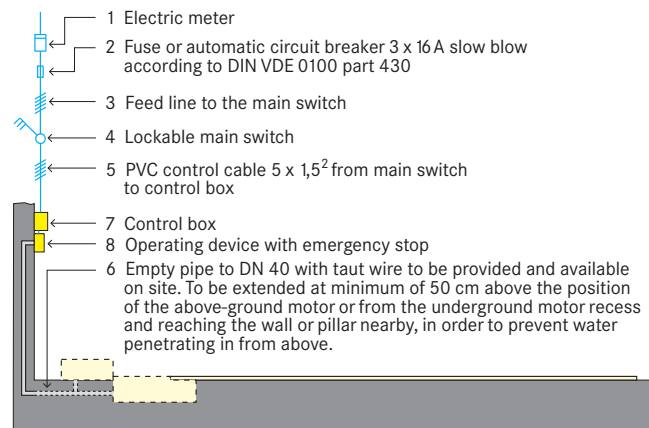 1 Electric meter
2 Fuse or automatic circuit breaker 3 x 16 A slow blow
according to DIN VDE 0100 part 430
3 Feed line to the main switch
4 Lockable main switch
5 PVC control cable 5 x 1,5² from main switch
to control box
7 Control box
8 Operating device with emergency stop
6 Empty pipe to DN 40 with taut wire to be provided and available
on site. To be extended at minimum of 50 cm above the position
of the above-ground motor or from the underground motor recess
and reaching the wall or pillar nearby, in order to prevent water
penetrating in from above.